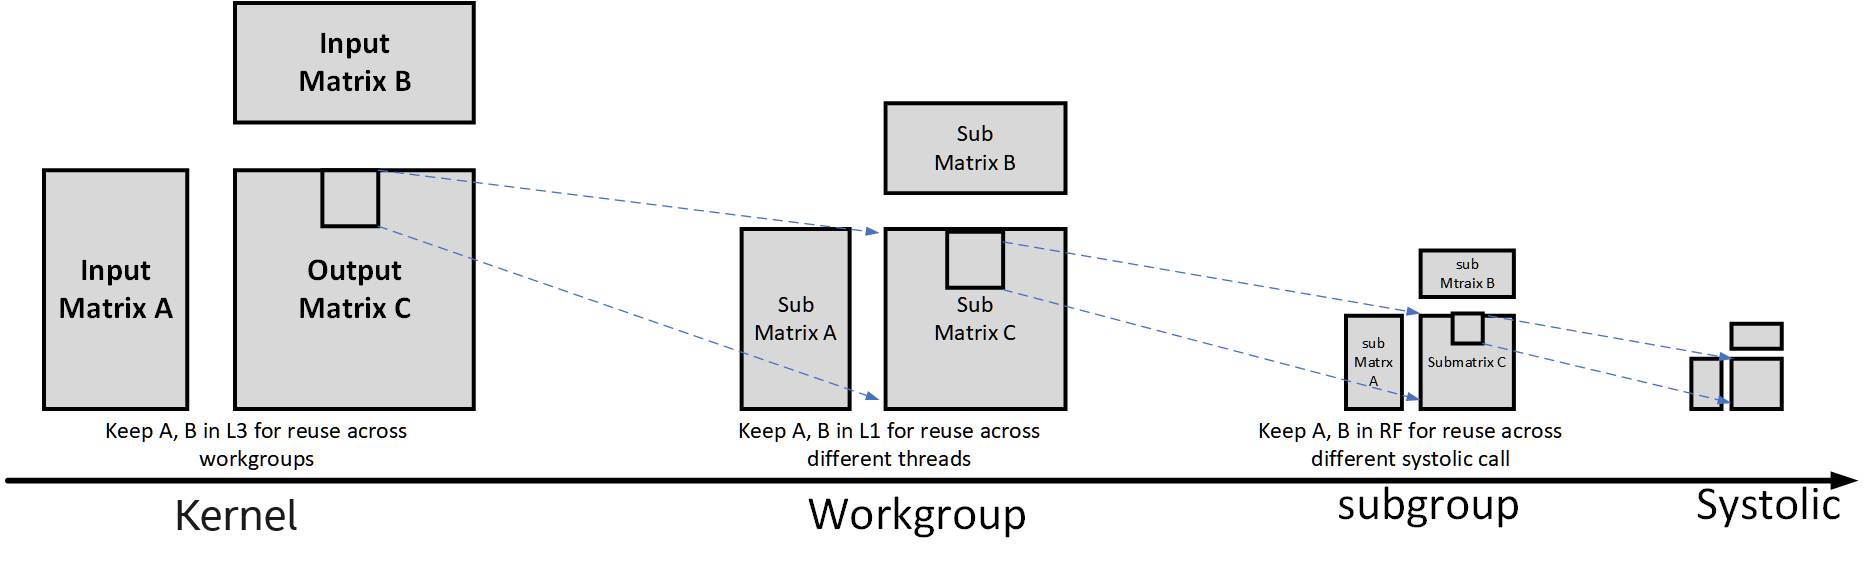 Input
Matrix B
Input
Matrix A
Output
Matrix C
Keep A, B in L3 for reuse across
workgroups
Kernel
Sub
Matrix B
Sub
Matrix A
Sub
Matrix C
Keep A, B in L1 for reuse across
different threads
Workgroup
sub
Mtraix B
sub
Matrx
A
Submatrix C
Keep A, B in RF for reuse across
different systolic call
subgroup
Systolic